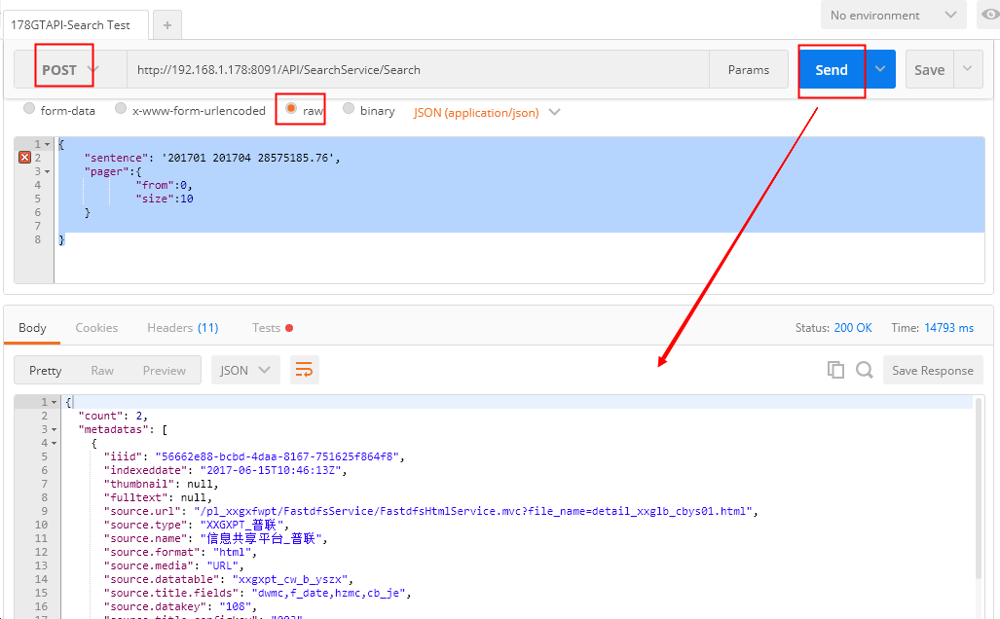 178GTAPI-Search Test
+
No environment
POST
http://192.168.1.178:8091/API/SearchService/Search
Params
Send
Save
form-data
x-www-form-urlencoded
raw
binary
JSON (application/json)
1 {
2 "sentence": '201701 201704 28575185.76',
3 "pager":{
4 "from":0,
5 "size":10
6 }
7
8 }
Body
Cookies
Headers (11)
Tests
Status: 200 OK
Time: 14793 ms
Pretty
Raw
Preview
JSON
Save Response
1 {
2 "count": 2,
3 "metadatas": [
4 {
5 "iiid": "56662e88-bcbd-4daa-8167-751625f864f8",
6 "indexeddate": "2017-06-15T10:46:13Z",
7 "thumbnail": null,
8 "fulltext": null,
9 "source.url": "/pl_xxgxfwpt/FastdfsService/FastdfsHtmlService.mvc?file_name=detail_xxglb_cbys01.html",
10 "source.type": "XXGXPT_普联",
11 "source.name": "信息共享平台_普联",
12 "source.format": "html",
13 "source.media": "URL",
14 "source.datatable": "xxgxpt_cw_b_yszx",
15 "source.title.fields": "dwmc,f_date,hzmc,cb_je",
16 "source.datakey": "108",
17